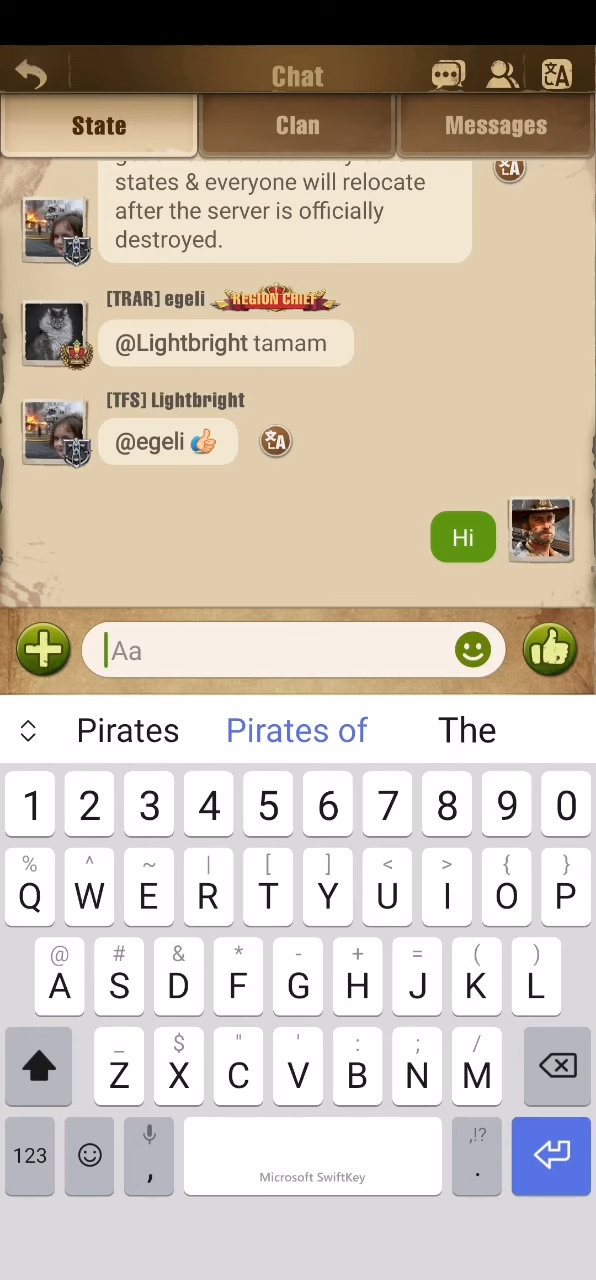 Chat
State
Clan
Messages
states & everyone will relocate
after the server is officially
destroyed.
[TRAR] egeli REGION CHIEF
@Lightbright tamam
[TFS] Lightbright
@egeli 👍
Hi
Aa
Pirates
Pirates of
The
1 2 3 4 5 6 7 8 9 0
% ^ ~ | [ ] < > { }
Q W E R T Y U I O P
@ # & * - + = ( )
A S D F G H J K L
_ $ " ' : ; /
Z X C V B N M
,!?
123 , Microsoft SwiftKey .